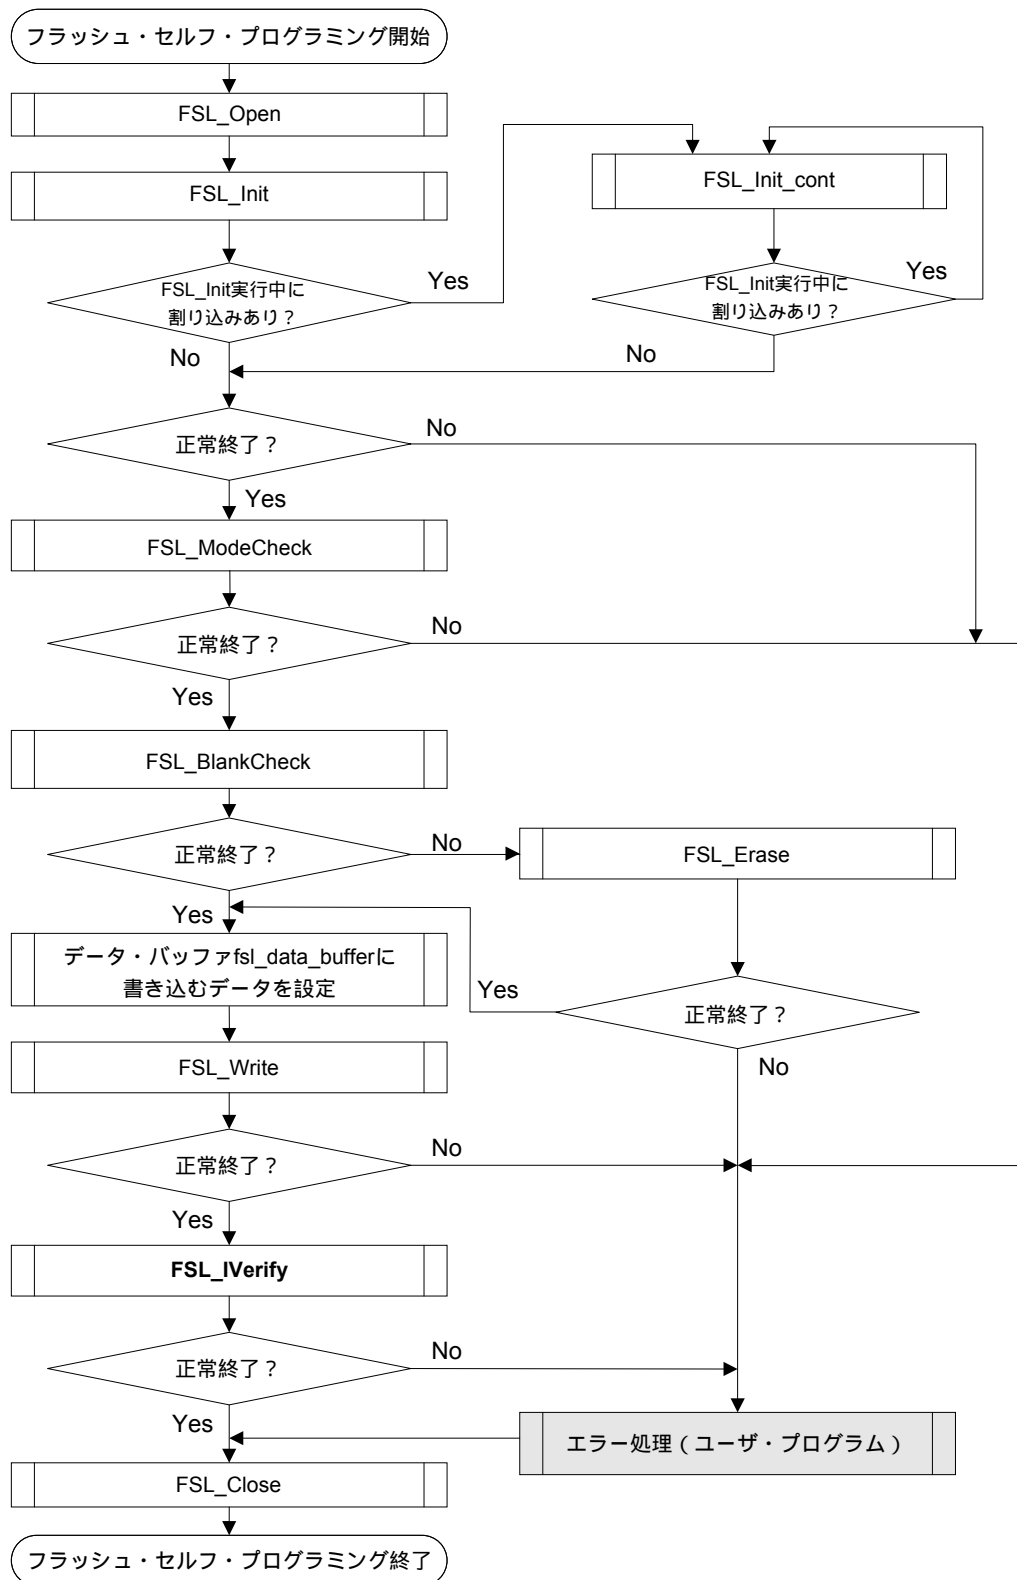 フラッシュ・セルフ・プログラミング開始
FSL_Open
FSL_Init
FSL_Init_cont
FSL_Init実行中に
割り込みあり？
Yes
FSL_Init実行中に
割り込みあり？
Yes
No
No
正常終了？
No
Yes
FSL_ModeCheck
正常終了？
No
Yes
FSL_BlankCheck
正常終了？
No
FSL_Erase
Yes
データ・バッファfsl_data_bufferに
書き込むデータを設定
Yes
正常終了？
No
FSL_Write
正常終了？
No
Yes
FSL_IVerify
正常終了？
No
Yes
エラー処理（ユーザ・プログラム）
FSL_Close
フラッシュ・セルフ・プログラミング終了